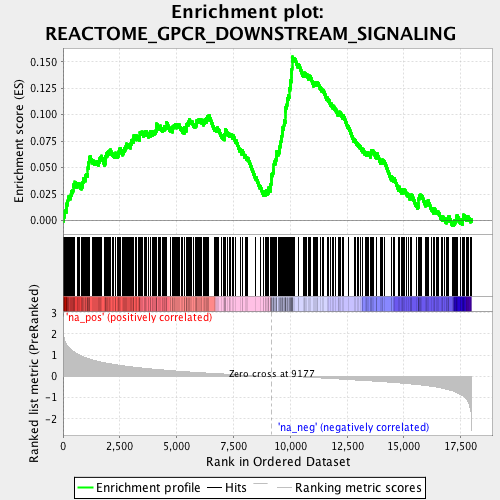 Enrichment plot:
REACTOME_GPCR_DOWNSTREAM_SIGNALING
Enrichment score (ES)
0.150
0.125
0.100
0.075
0.050
0.025
0.000
Ranked list metric (PreRanked)
3
2
1
0
-1
-2
'na_pos' (positively correlated)
Zero cross at 9177
'na_neg' (negatively correlated)
0
2,500
5,000
7,500
10,000
12,500
15,000
17,500
Rank in Ordered Dataset
Enrichment profile
Hits
Ranking metric scores